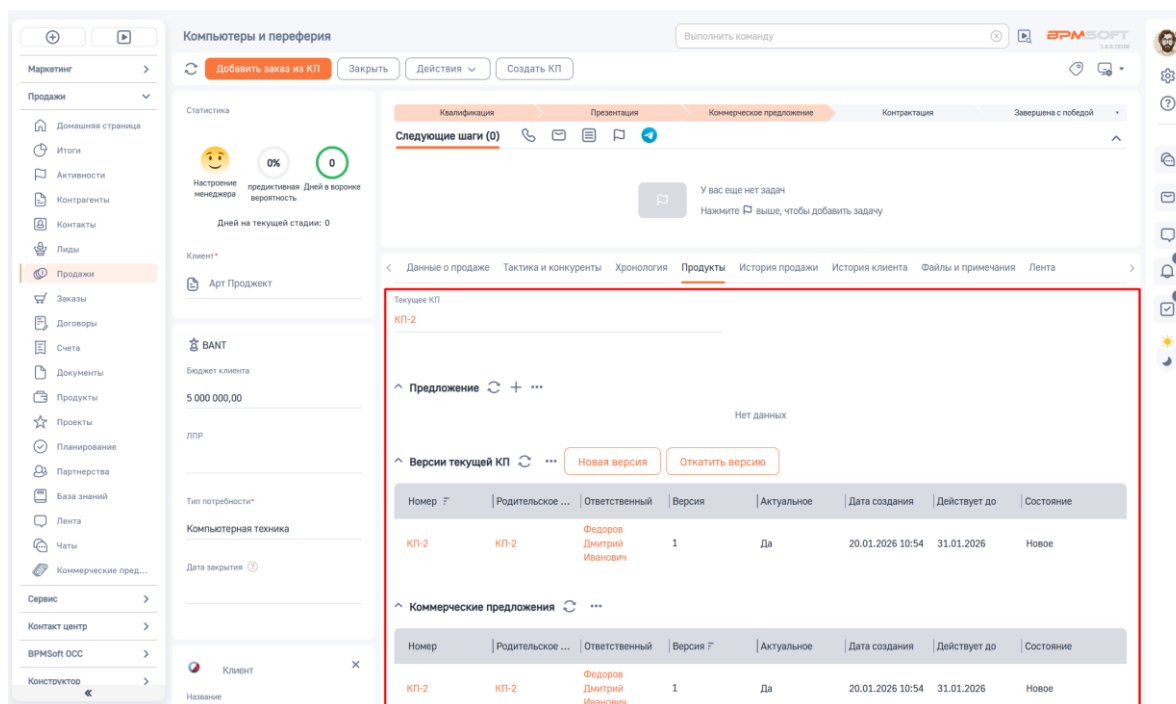 Компьютеры и переферия
Выполнить команду
BPMSOFT
Маркетинг
Продажи
Домашняя страница
Итоги
Активности
Контрагенты
Контакты
Лиды
Продажи
Заказы
Договоры
Счета
Документы
Продукты
Проекты
Планирование
Партнерства
База знаний
Лента
Чаты
Коммерческие пред...
Сервис
Контакт центр
BPMSoft OCC
Конструктор
Добавить заказ из КП
Закрыть
Действия
Создать КП
Статистика
0%
0
Настроение менеджера
предиктивная вероятность
Дней в воронке
Дней на текущей стадии: 0
Клиент*
Арт Проджект
BANT
Бюджет клиента
5 000 000,00
ЛПР
Тип потребности*
Компьютерная техника
Дата закрытия
Клиент
Название
Квалификация
Презентация
Коммерческое предложение
Контрактация
Завершена с победой
Следующие шаги (0)
У вас еще нет задач
Нажмите выше, чтобы добавить задачу
Данные о продаже Тактика и конкуренты Хронология Продукты История продажи История клиента Файлы и примечания Лента
Текущее КП
КП-2
Предложение
Нет данных
Версии текущей КП Новая версия Откатить версию
Номер Родительское ... Ответственный Версия Актуальное Дата создания Действует до Состояние
КП-2 КП-2 Федоров Дмитрий Иванович 1 Да 20.01.2026 10:54 31.01.2026 Новое
Коммерческие предложения
Номер Родительское ... Ответственный Версия Актуальное Дата создания Действует до Состояние
КП-2 КП-2 Федоров Дмитрий Иванович 1 Да 20.01.2026 10:54 31.01.2026 Новое